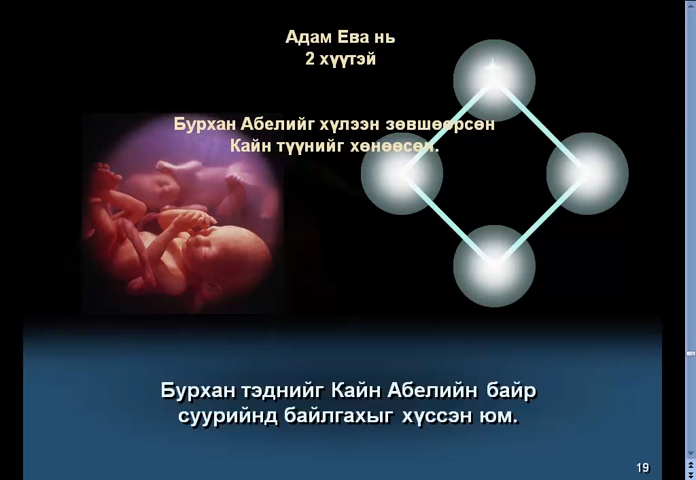 Адам Ева нь
2 хүүтэй
Бурхан Абелийг хүлээн зөвшөөрсөн
Кайн түүнийг хөнөөсөн.
Бурхан тэднийг Кайн Абелийн байр
суурийнд байлгахыг хүссэн юм.
19